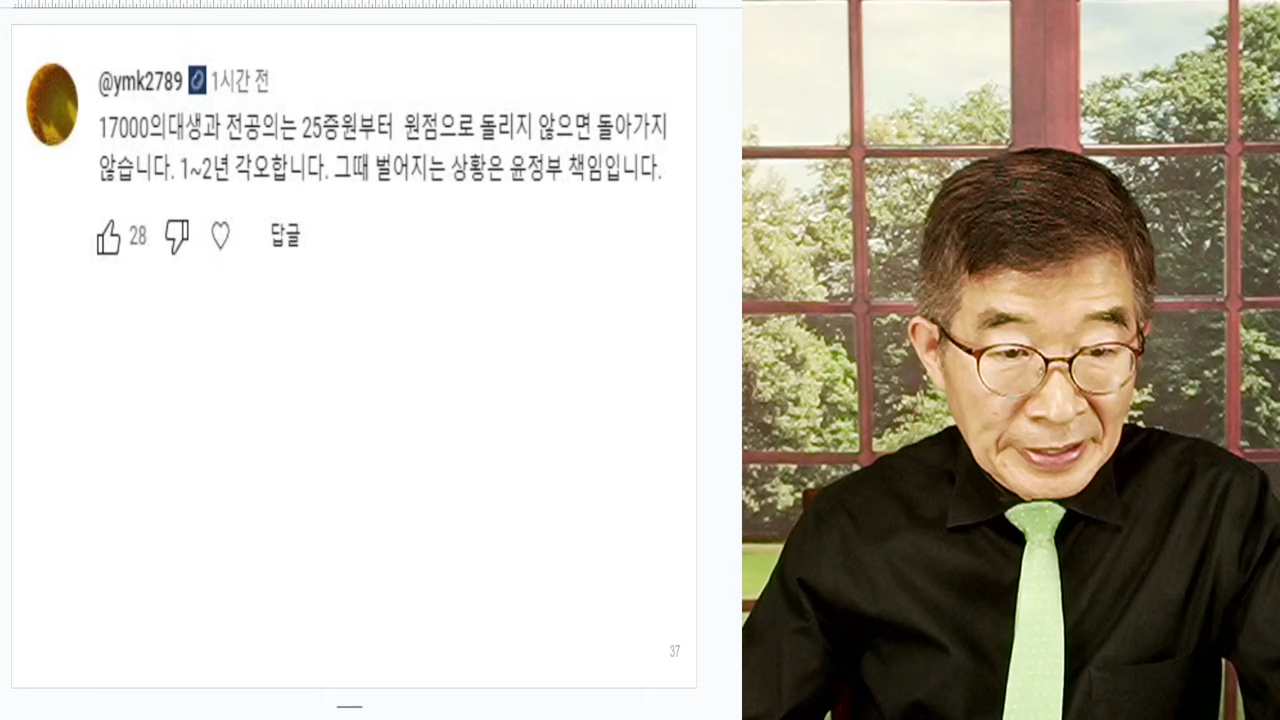 @ymk2789 1시간 전
17000의대생과 전공의는 25증원부터 원점으로 돌리지 않으면 돌아가지
않습니다. 1~2년 각오합니다. 그때 벌어지는 상황은 윤정부 책임입니다.
28 답글
37